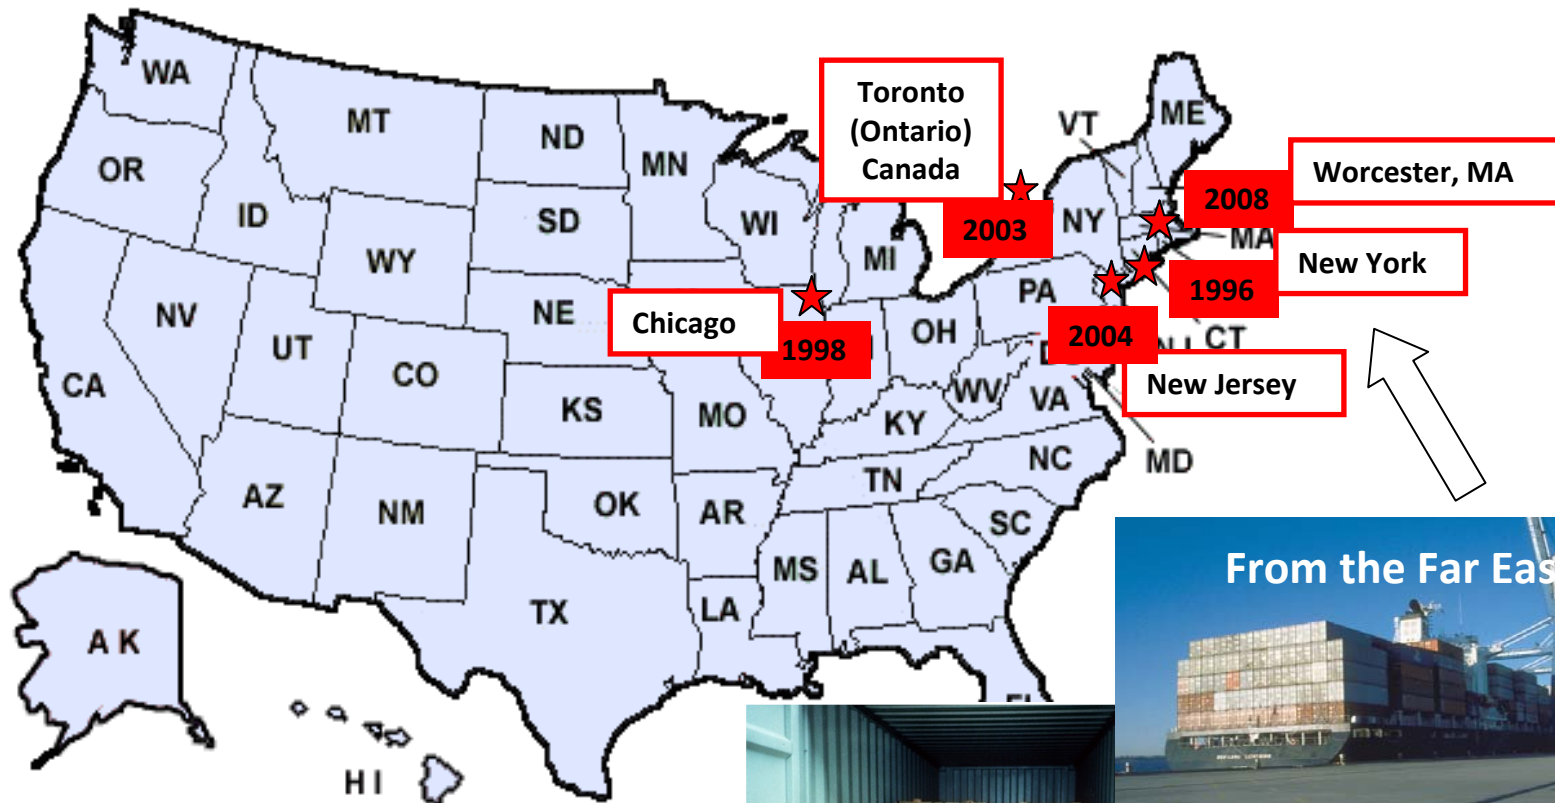 WA
MT
ND
MN
OR
ID
SD
WI
WY
MI
NE
NV
UT
CO
CA
KS
MO
OH
PA
NY
VT
ME
MA
CT
WV
VA
KY
MD
NC
TN
SC
AZ
NM
OK
AR
MS
AL
GA
LA
TX
A K
H I
Toronto
(Ontario)
Canada
2003
Worcester, MA
2008
New York
1996
Chicago
1998
2004
New Jersey
From the Far Eas